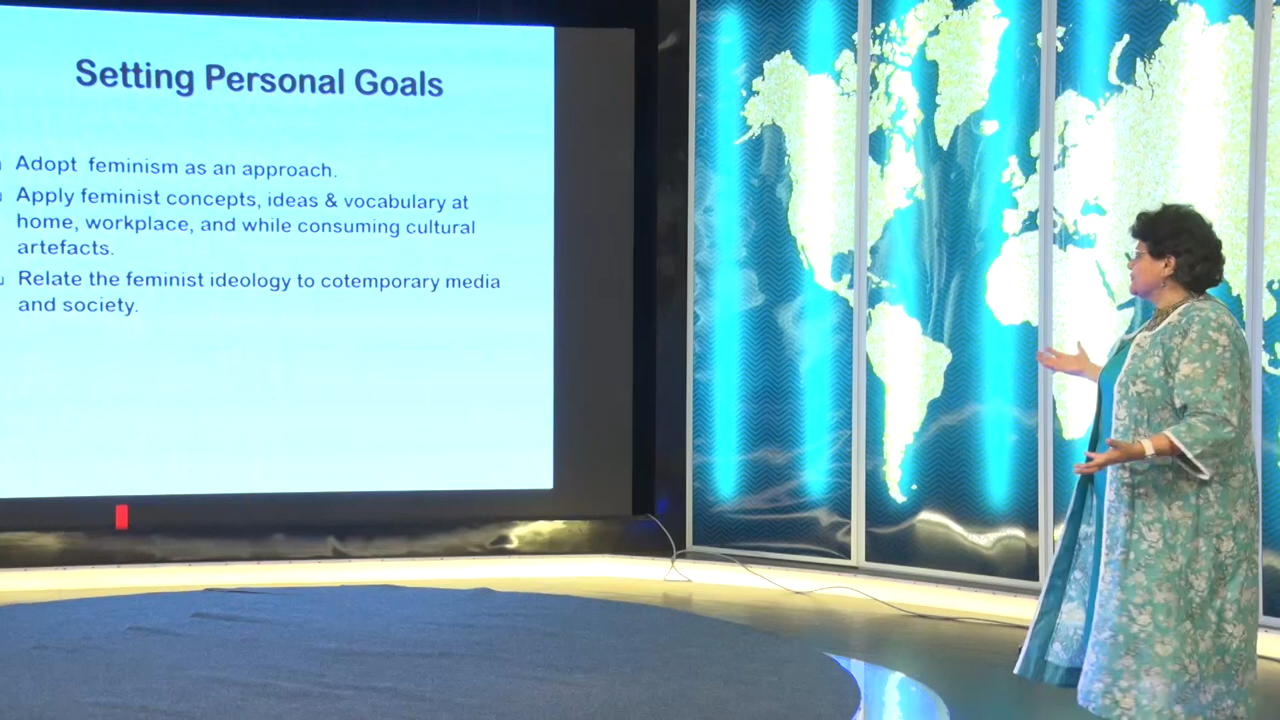 Setting Personal Goals
Adopt feminism as an approach.
Apply feminist concepts, ideas & vocabulary at
home, workplace, and while consuming cultural
artefacts.
Relate the feminist ideology to cotemporary media
and society.